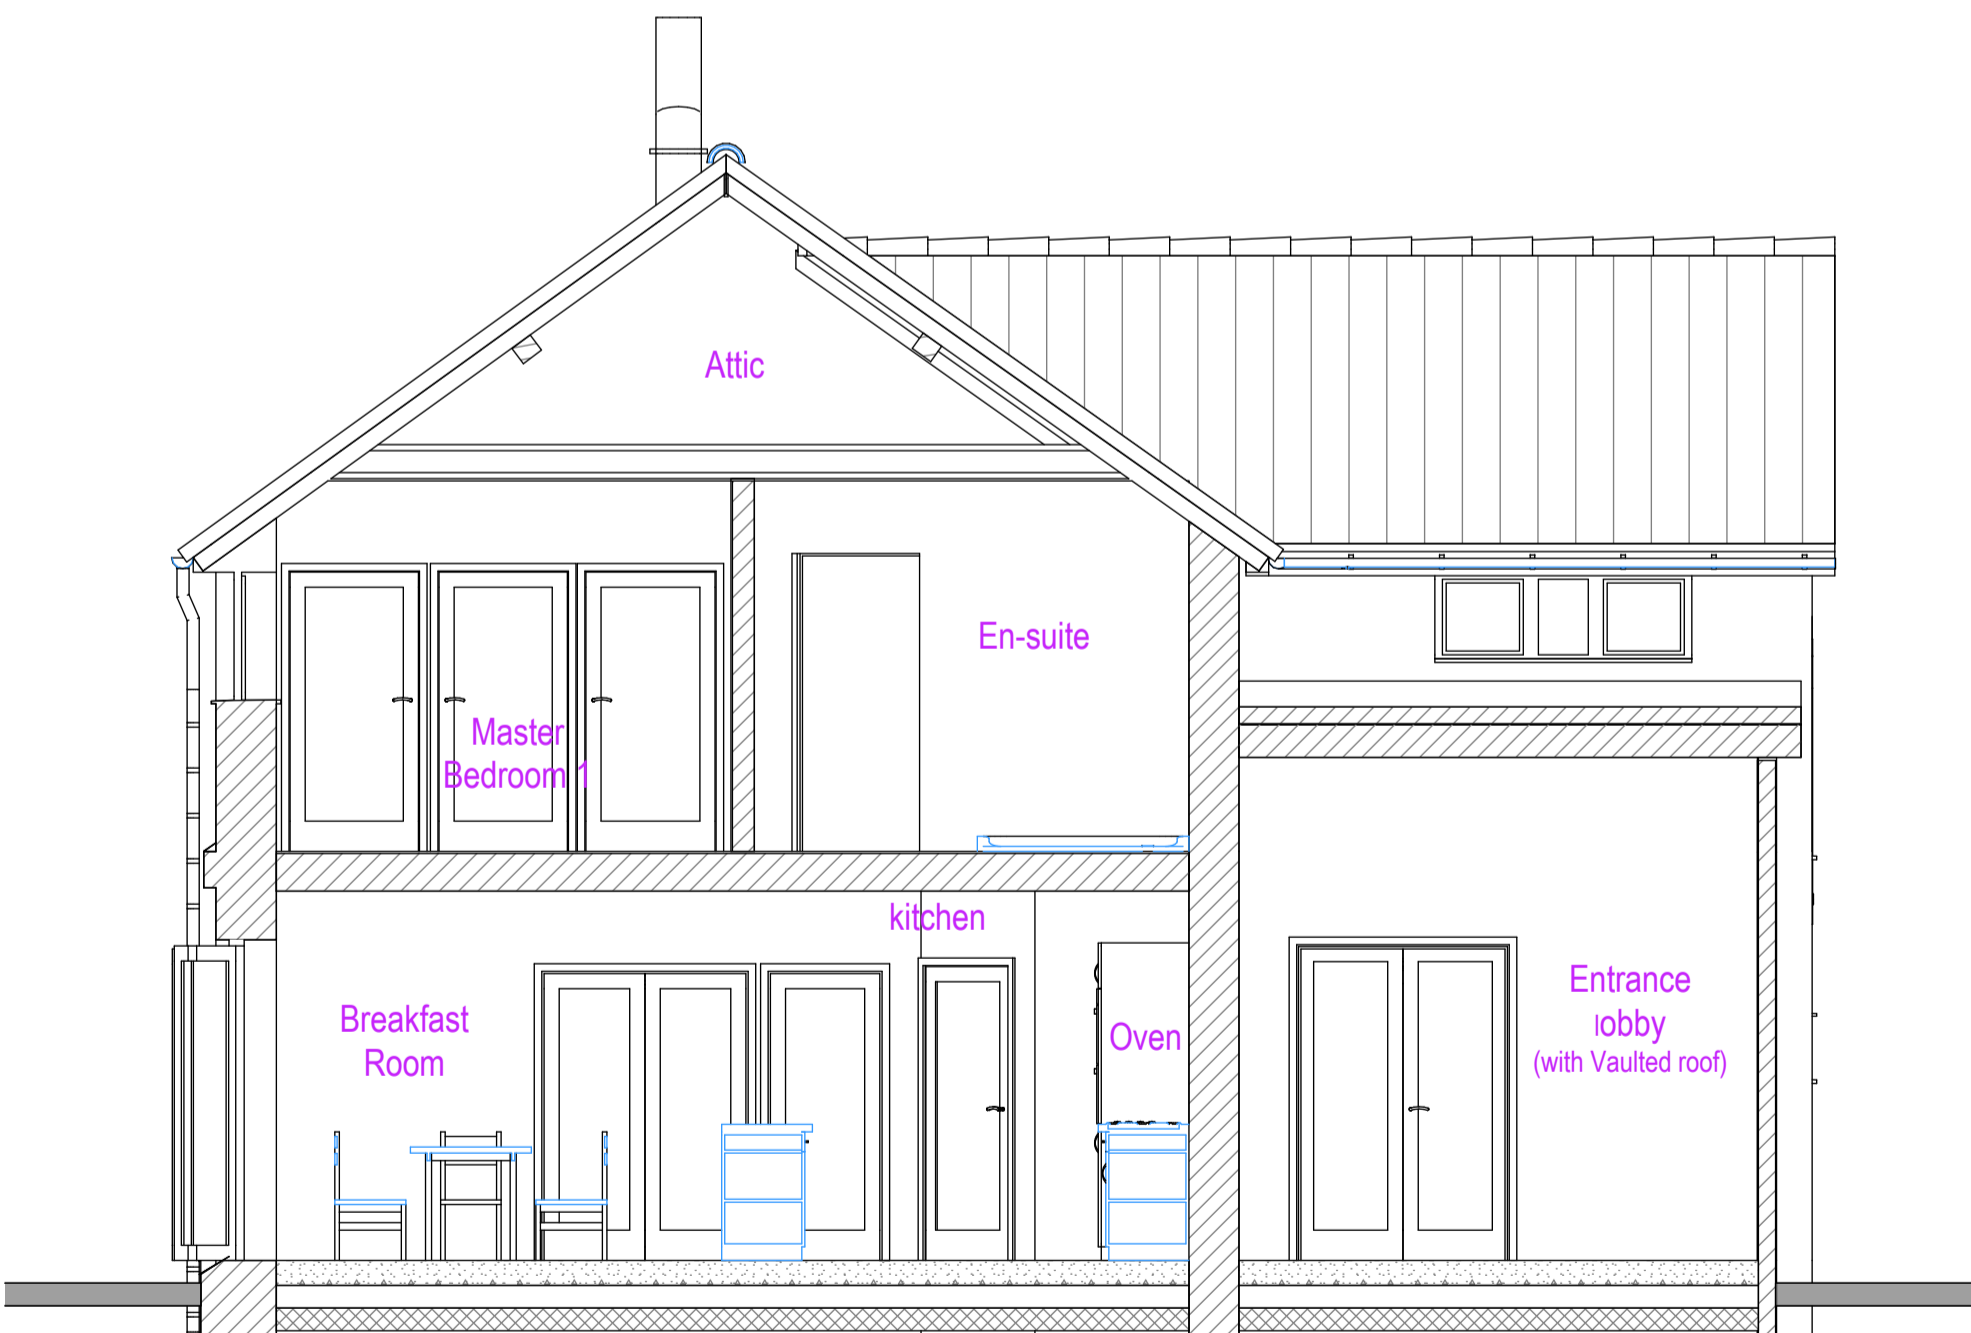 Attic
En-suite
Master
Bedroom 1
kitchen
Breakfast
Room
Oven
Entrance
lobby
(with Vaulted roof)